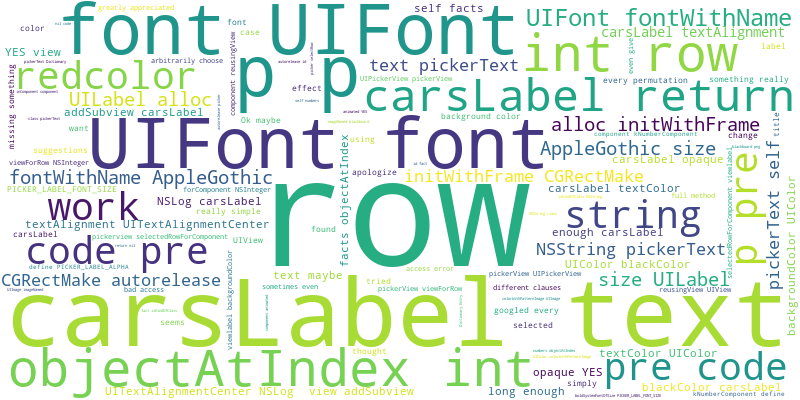 greatly appreciated
self facts
UIFont fontWithName
font UIFont
color
font
case
carsLabel textAlignment
YES view
arbitrarily choose
p p
text pickerText
int row
label
redcolor
UIPickerView pickerView
something really
missing something
UILabel alloc
effect
carsLabel return
every permutation
addSubview carsLabel
component reusingView
even give
want
Ok maybe
background color
title
UIFont font
alloc initWithFrame
using
component kNumberComponent
change
suggestions
AppleGothic size
viewForRow NSInteger
facts objectAtIndex
carsLabel opaque
fontWithName AppleGothic
apologize
initWithFrame CGRectMake
p pre
pickerText self
PICKER_LABEL_FONT_SIZE
forComponent NSInteger
row
carsLabel textColor
full method
work
NSLog carsLabel
really simple
string
textAlignment UITextAlignmentCenter
found
enough carsLabel
carsLabel
pickerview selectedRowForComponent
UIView
code pre
NSString pickerText
define PICKER_LABEL_ALPHA
access error
UIColor blackColor
backgroundColor UIColor
CGRectMake autorelease
text maybe
tried
pickerView UIPickerView
different clauses
size UILabel
reusingView UIView
bad access
sometimes even
pickerView viewForRow
googled every
carsLabel text
viewlabel backgroundColor
seems
selected
thought
objectAtIndex int
textColor UIColor
pre code
opaque YES
simply
UITextAlignmentCenter NSLog
view addSubview
long enough
blackColor carsLabel
kNumberComponent define
boldSystemFontOfSize PICKER_LABEL_FONT_SIZE